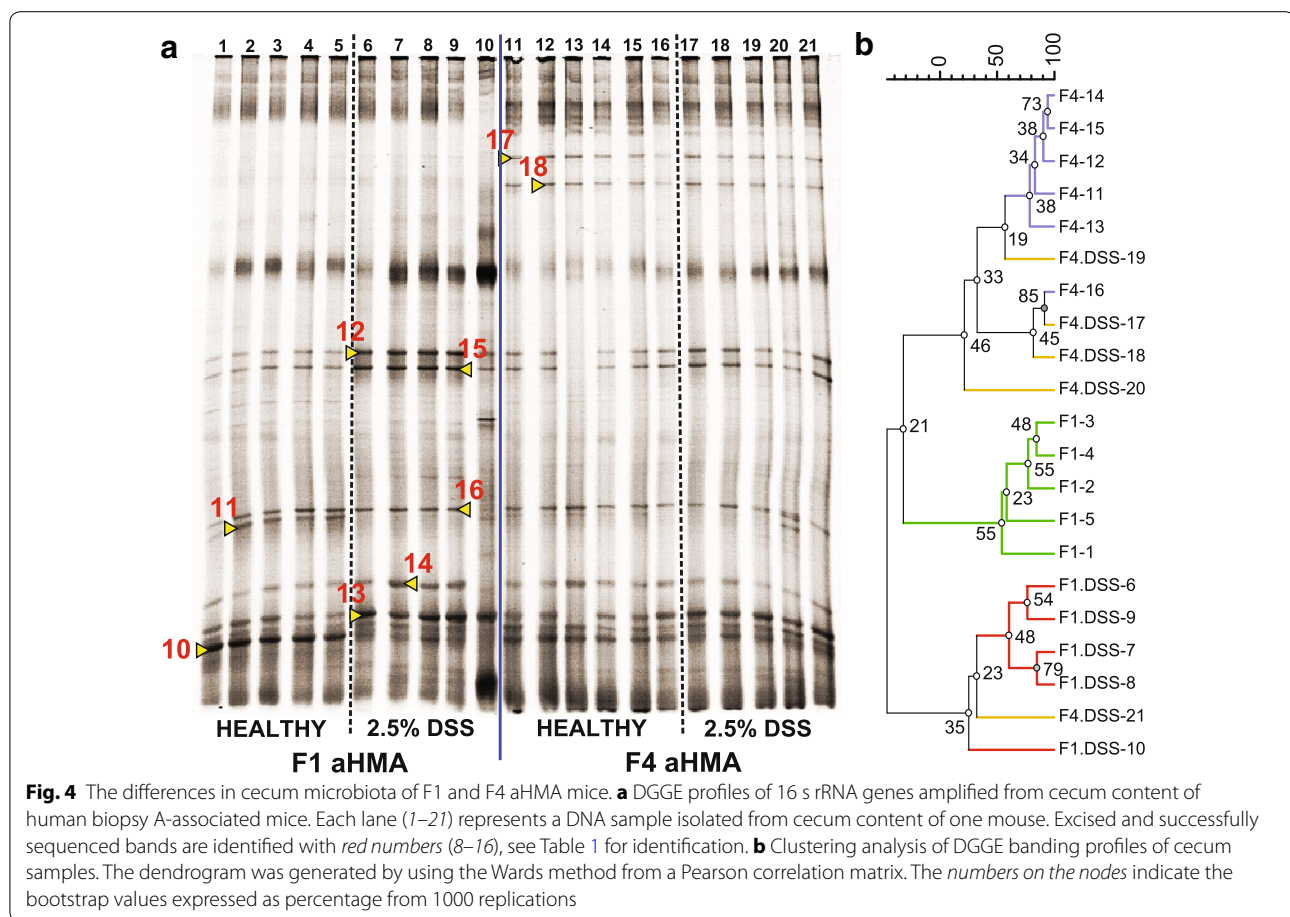 a
1 2 3 4 5 6 7 8 9 10 11 12 13 14 15 16 17 18 19 20 21
17
18
12
15
11
16
14
13
10
HEALTHY 2.5% DSS HEALTHY 2.5% DSS
F1 aHMA F4 aHMA
b
0 50 100
F4-14
73
F4-15
38
F4-12
34
F4-11
38
F4-13
19
F4.DSS-19
33
F4-16
85
F4.DSS-17
45
46
F4.DSS-18
F4.DSS-20
F1-3
48
21
F1-4
55
F1-2
23
F1-5
55
F1-1
F1.DSS-6
54
F1.DSS-9
48
F1.DSS-7
79
23
F1.DSS-8
F4.DSS-21
35
F1.DSS-10
Fig. 4 The differences in cecum microbiota of F1 and F4 aHMA mice. a DGGE profiles of 16 s rRNA genes amplified from cecum content of
human biopsy A-associated mice. Each lane (1–21) represents a DNA sample isolated from cecum content of one mouse. Excised and successfully
sequenced bands are identified with red numbers (8–16), see Table 1 for identification. b Clustering analysis of DGGE banding profiles of cecum
samples. The dendrogram was generated by using the Wards method from a Pearson correlation matrix. The numbers on the nodes indicate the
bootstrap values expressed as percentage from 1000 replications